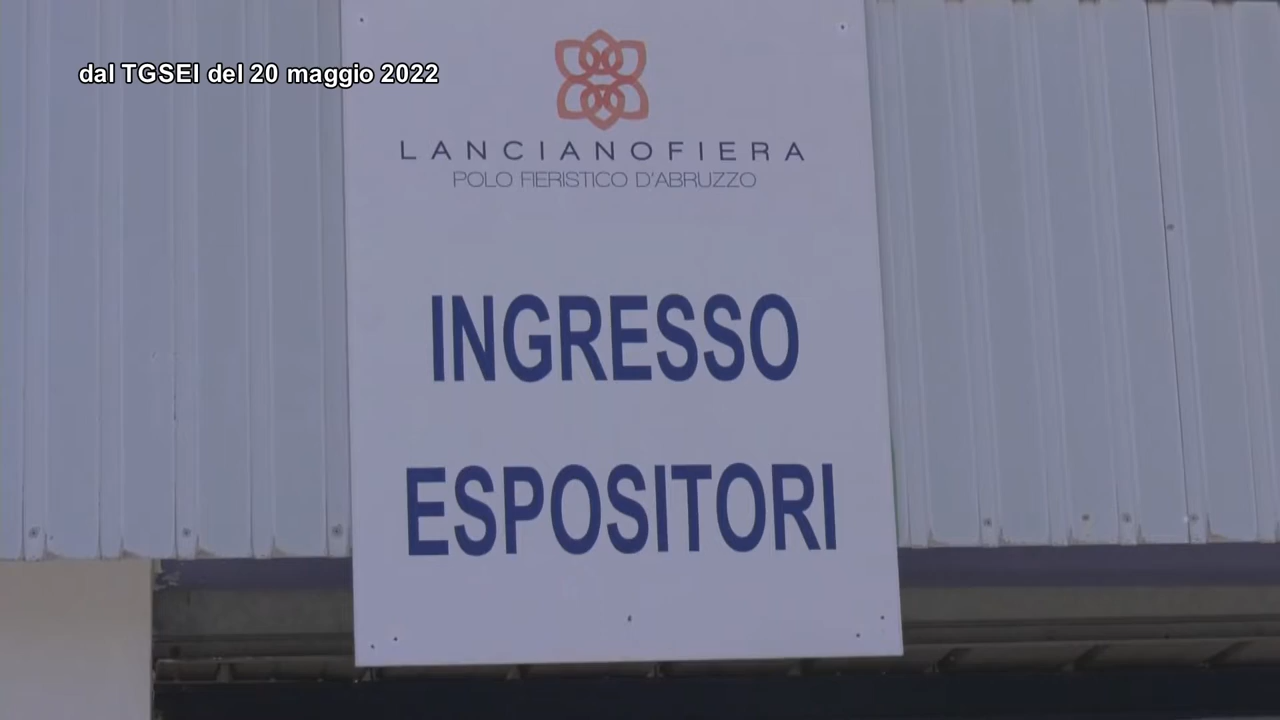 dal TGSEI del 20 maggio 2022
LANCIANOFIERA
POLO FIERISTICO D'ABRUZZO
INGRESSO
ESPOSITORI